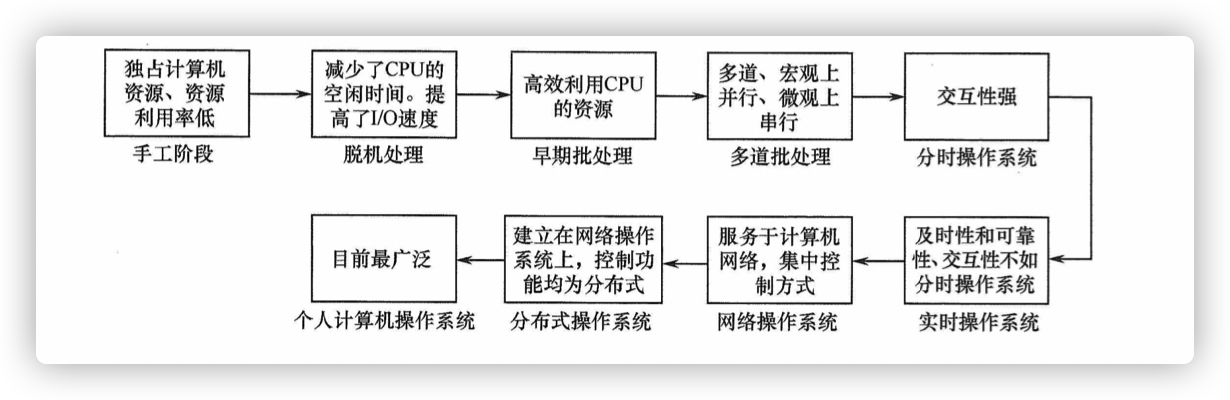 独占计算机
资源、资源
利用率低
手工阶段
减少了CPU的
空闲时间。提
高了I/O速度
脱机处理
高效利用CPU
的资源
早期批处理
多道、宏观上
并行、微观上
串行
多道批处理
交互性强
分时操作系统
及时性和可靠
性、交互性不如
分时操作系统
实时操作系统
服务于计算机
网络，集中控
制方式
网络操作系统
建立在网络操作
系统上，控制功
能均为分布式
分布式操作系统
目前最广泛
个人计算机操作系统